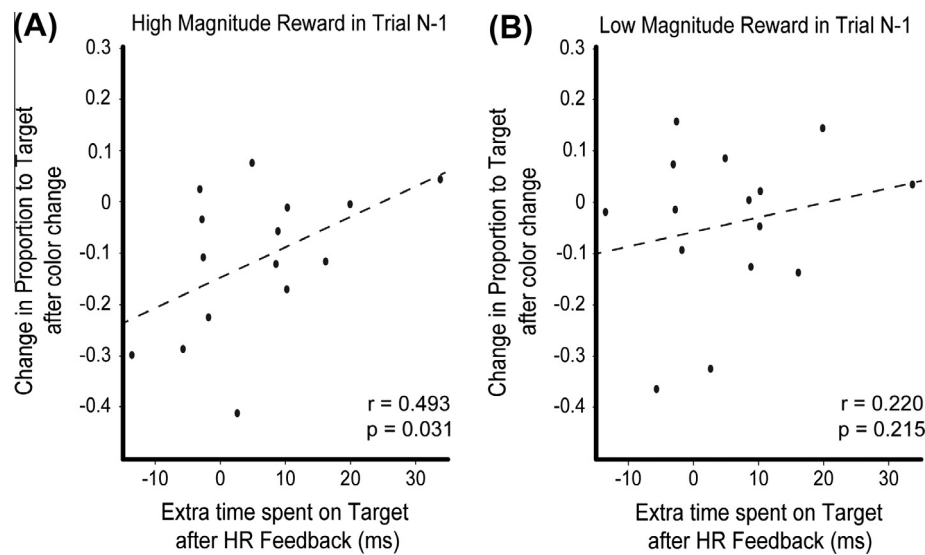 (A) High Magnitude Reward in Trial N-1
Change in Proportion to Target
after color change
0.3
0.2
0.1
0
-0.1
-0.2
-0.3
-0.4
r = 0.493
p = 0.031
-10 0 10 20 30
Extra time spent on Target
after HR Feedback (ms)
(B) Low Magnitude Reward in Trial N-1
Change in Proportion to Target
after color change
0.3
0.2
0.1
0
-0.1
-0.2
-0.3
-0.4
r = 0.220
p = 0.215
-10 0 10 20 30
Extra time spent on Target
after HR Feedback (ms)